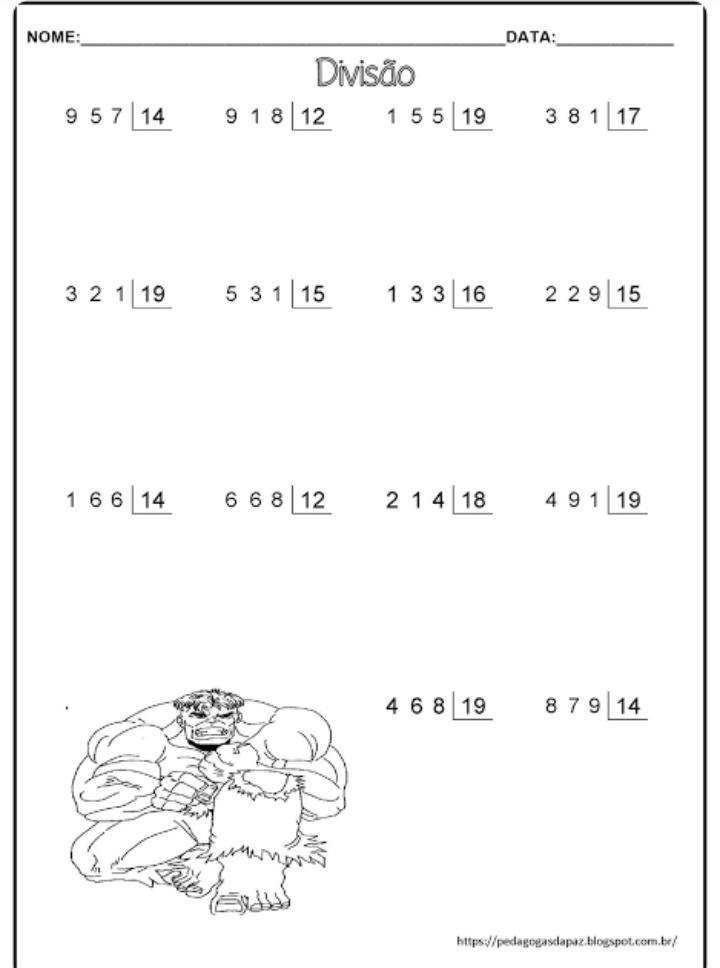 NOME:_______________________________________________DATA:_____________
Divisão
9 5 7 14 9 1 8 12 1 5 5 19 3 8 1 17
3 2 1 19 5 3 1 15 1 3 3 16 2 2 9 15
1 6 6 14 6 6 8 12 2 1 4 18 4 9 1 19
4 6 8 19 8 7 9 14
https://pedagogasdapaz.blogspot.com.br/